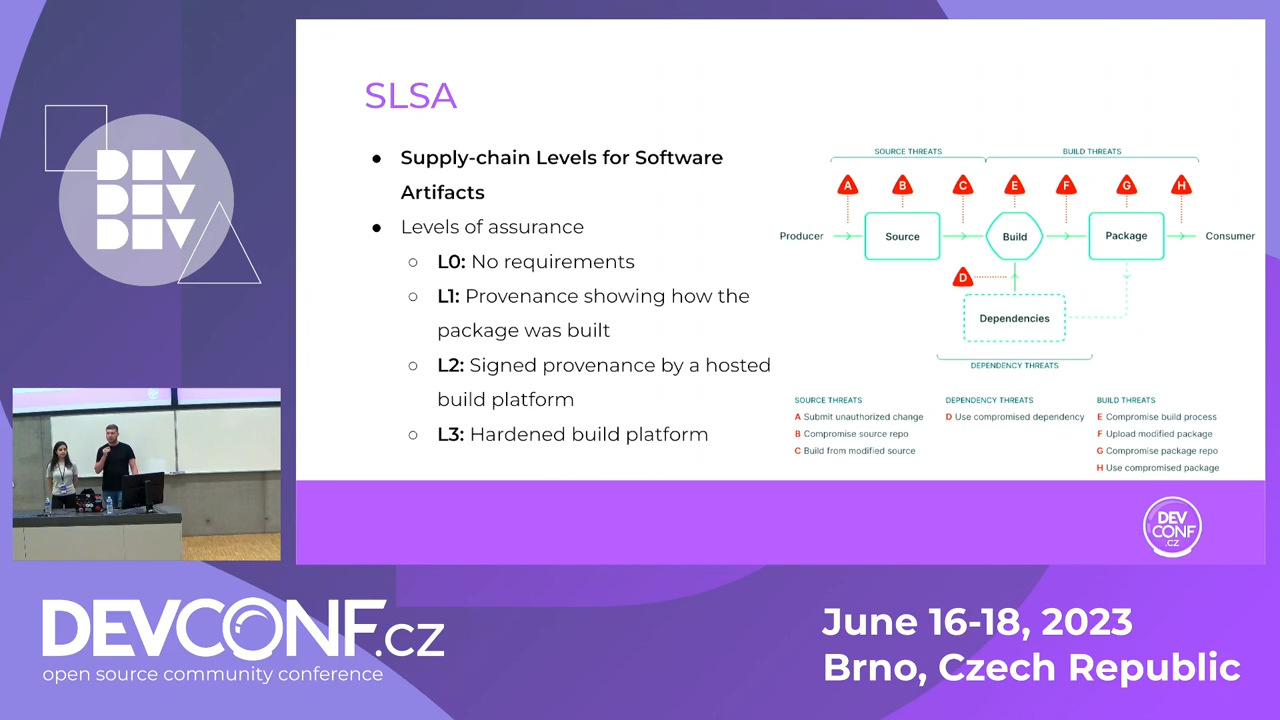 DEV
DEV
DEV
SLSA
● Supply-chain Levels for Software
Artifacts
● Levels of assurance
○ L0: No requirements
○ L1: Provenance showing how the
package was built
○ L2: Signed provenance by a hosted
build platform
○ L3: Hardened build platform
SOURCE THREATS
BUILD THREATS
A B C E F G H
Producer Source Build Package Consumer
D
Dependencies
DEPENDENCY THREATS
SOURCE THREATS
A Submit unauthorized change
B Compromise source repo
C Build from modified source
DEPENDENCY THREATS
D Use compromised dependency
BUILD THREATS
E Compromise build process
F Upload modified package
G Compromise package repo
H Use compromised package
DEV
CONF
.CZ
DEVCONF.cz
open source community conference
June 16-18, 2023
Brno, Czech Republic